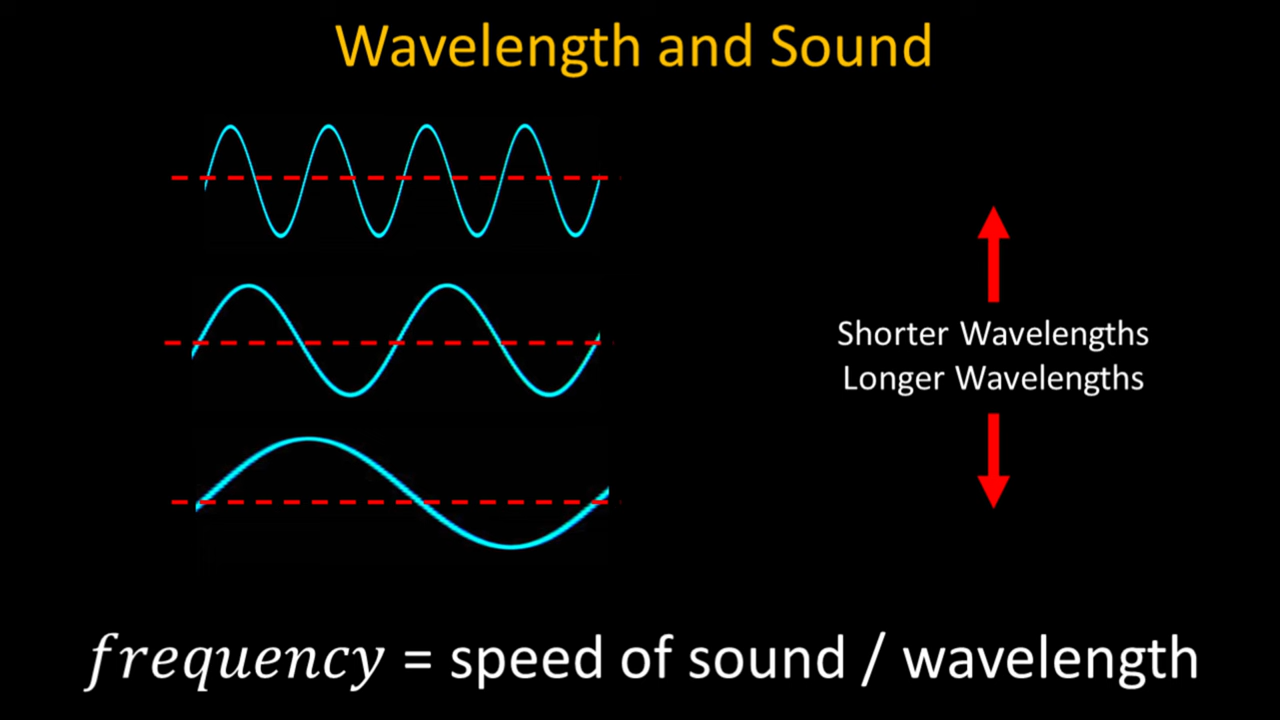 Wavelength and Sound
Shorter Wavelengths
Longer Wavelengths
frequency = speed of sound / wavelength